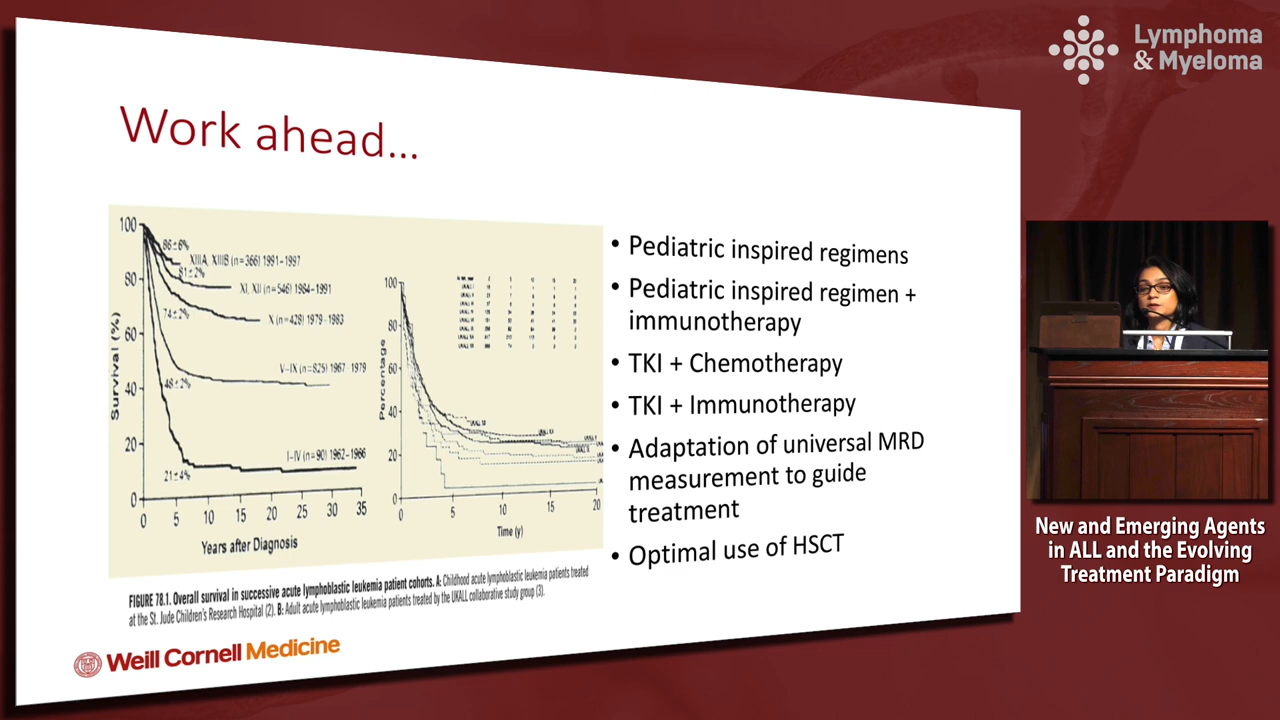 Lymphoma
& Myeloma
Work ahead...
100
80
60
40
20
0
Survival (%)
86±6%
XIIIA, XIIIB (n=366) 1991-1997
81±2%
XI, XII (n=546) 1984-1991
74±2%
X (n=428) 1979-1983
48±2%
V-IX (n=825) 1967-1979
21±4%
I-IV (n=90) 1962-1966
0 5 10 15 20 25 30 35
Years after Diagnosis
100
80
60
40
20
0
Percentage
0 5 10 15 20
Time (y)
FIGURE 78.1. Overall survival in successive acute lymphoblastic leukemia patient cohorts. A: Childhood acute lymphoblastic leukemia patients treated
at the St. Jude Children's Research Hospital (2). B: Adult acute lymphoblastic leukemia patients treated by the UKALL collaborative study group (3).
• Pediatric inspired regimens
• Pediatric inspired regimen +
immunotherapy
• TKI + Chemotherapy
• TKI + Immunotherapy
• Adaptation of universal MRD
measurement to guide
treatment
• Optimal use of HSCT
Weill Cornell Medicine
New and Emerging Agents
in ALL and the Evolving
Treatment Paradigm